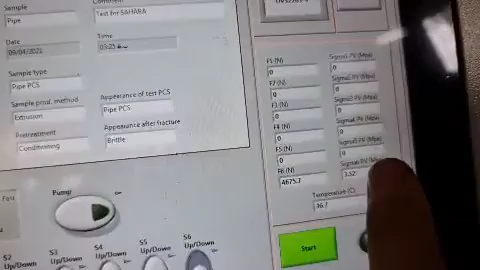 Sample
Pipe
Test Ent SAHARA
Date
Time
09/04/2021
03:23
Sample type
Pipe PCS
Sample prod. method
Appearance of test PCS
Extrusion
Pipe PCS
Pretreatment
Appearance after fracture
Conditioning
Brittle
F1 (N)
0
F2 (N)
0
F3 (N)
0
F4 (N)
0
F5 (N)
0
F6 (N)
4675.7
Sigma1-PV (Mpa)
0
Sigma2-PV (Mpa)
0
Sigma3-PV (Mpa)
0
Sigma4-PV (Mpa)
0
Sigma5-PV (Mpa)
0
3.52
Temperature (C)
Pump
Start
Fast
S2
Up/Down
S3
Up/Down
S4
Up/Down
S5
Up/Down
S6
Up/Down